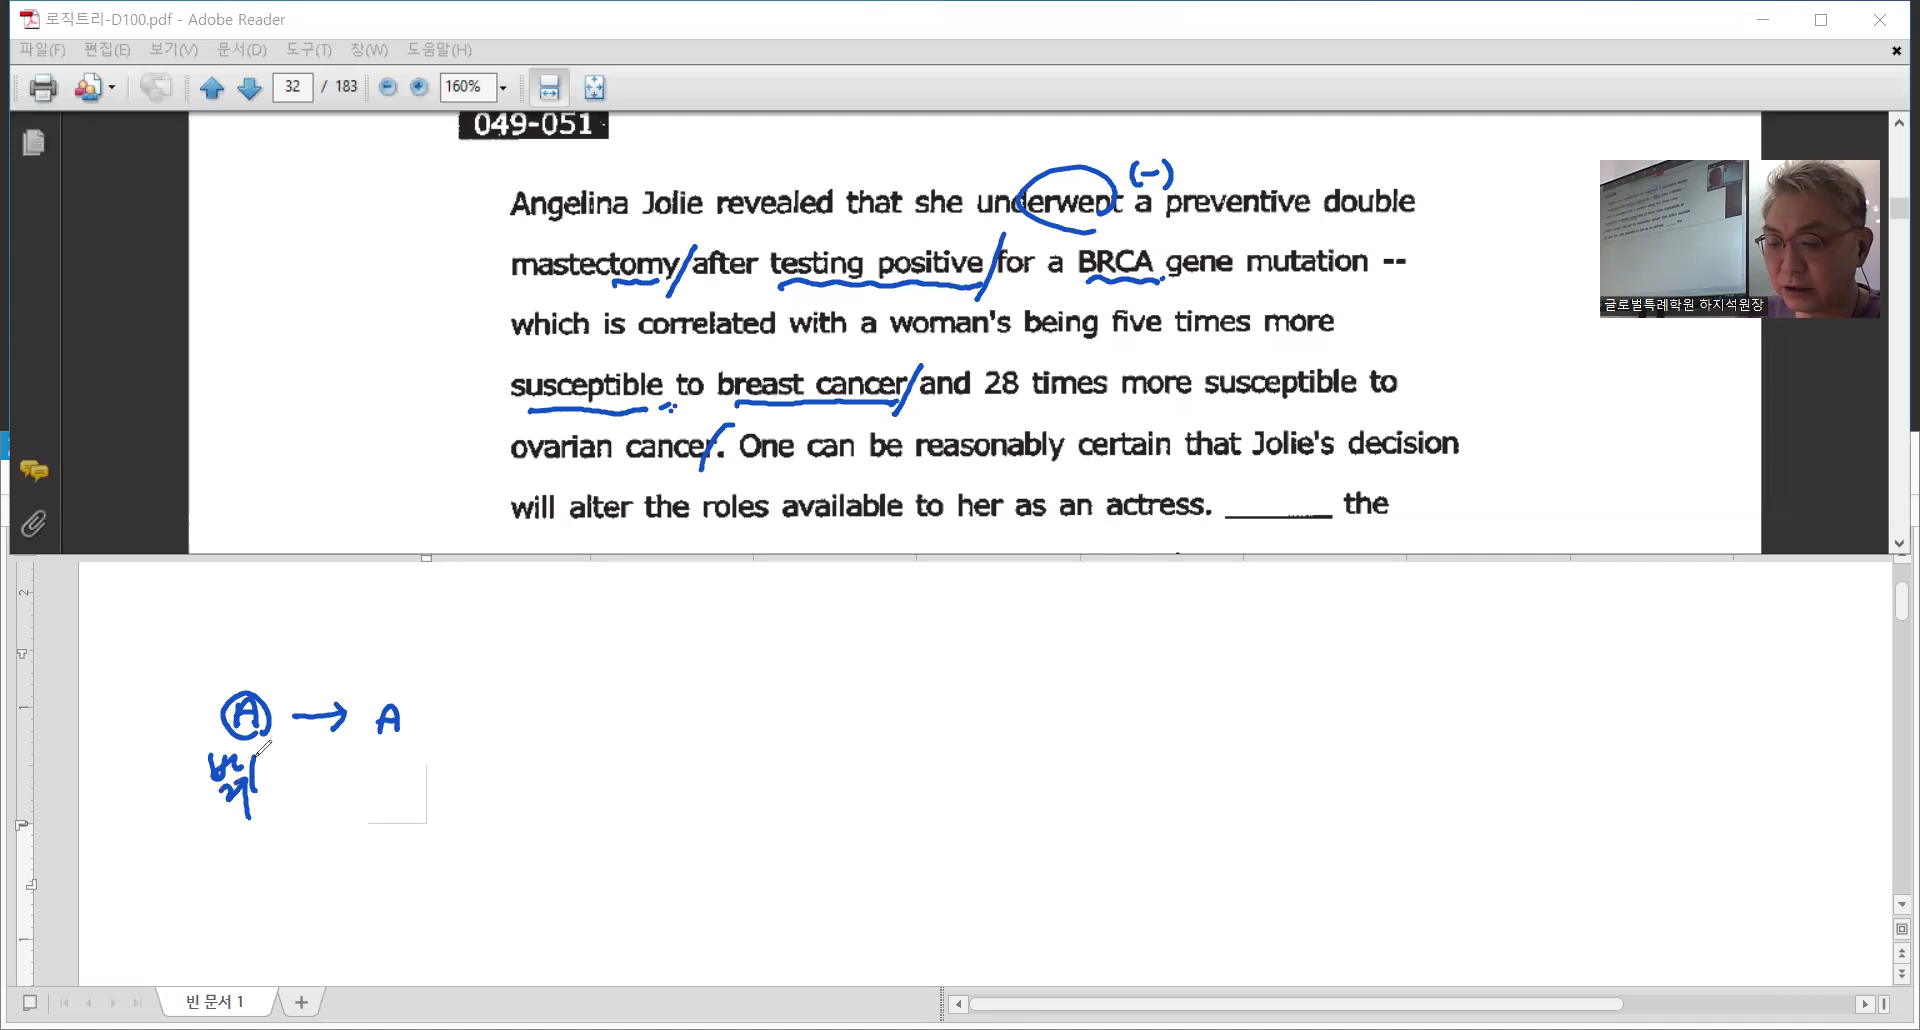 로직트리-D100.pdf - Adobe Reader
파일(F) 편집(E) 보기(V) 문서(D) 도구(T) 창(W) 도움말(H)
32 / 183 160%
049-051
(-)
Angelina Jolie revealed that she underwent a preventive double
mastectomy after testing positive for a BRCA gene mutation --
which is correlated with a woman's being five times more
susceptible to breast cancer and 28 times more susceptible to
ovarian cancer. One can be reasonably certain that Jolie's decision
will alter the roles available to her as an actress. ________ the
글로벌특례학원 하지석원장
2
1
A → A
1
빈 문서 1